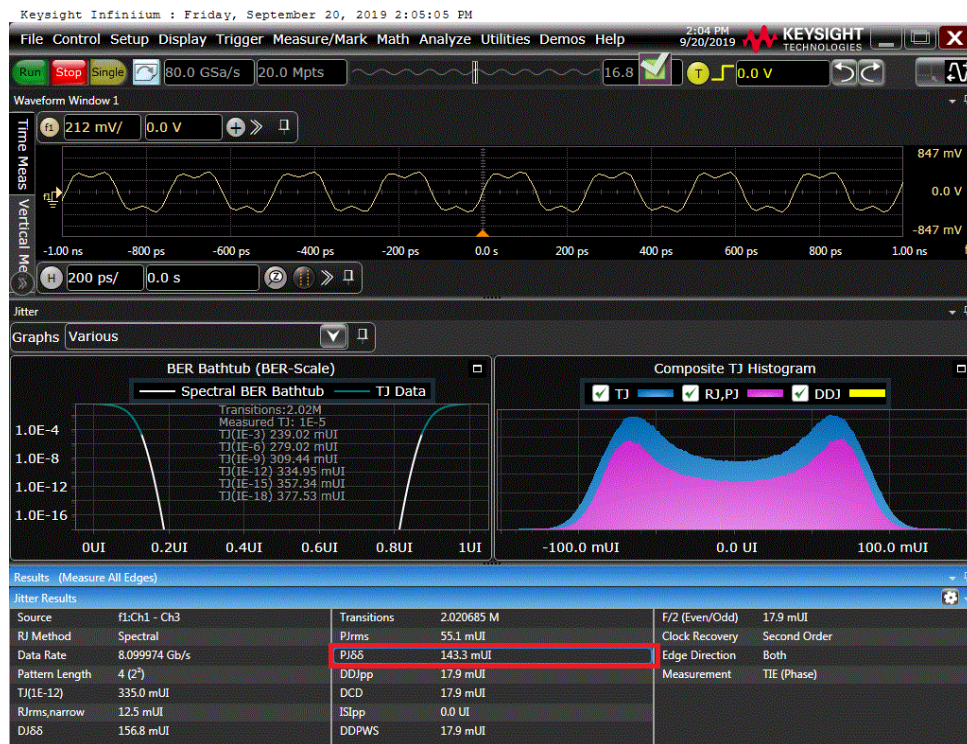 Keysight Infiniium : Friday, September 20, 2019 2:05:05 PM
File Control Setup Display Trigger Measure/Mark Math Analyze Utilities Demos Help 2:04 PM 9/20/2019 KEYSIGHT TECHNOLOGIES
Run Stop Single 80.0 GSa/s 20.0 Mpts 16.8 T 0.0 V
Waveform Window 1
Time Meas
Vertical Me
f1 212 mV/ 0.0 V
847 mV
0.0 V
-847 mV
-1.00 ns -800 ps -600 ps -400 ps -200 ps 0.0 s 200 ps 400 ps 600 ps 800 ps 1.00 ns
H 200 ps/ 0.0 s
Jitter
Graphs Various
BER Bathtub (BER-Scale)
Spectral BER Bathtub TJ Data
Transitions:2.02M
Measured TJ: 1E-5
TJ(IE-3) 239.02 mUI
TJ(IE-6) 279.02 mUI
TJ(IE-9) 309.44 mUI
TJ(IE-12) 334.95 mUI
TJ(IE-15) 357.34 mUI
TJ(IE-18) 377.53 mUI
1.0E-4
1.0E-8
1.0E-12
1.0E-16
0UI 0.2UI 0.4UI 0.6UI 0.8UI 1UI
Composite TJ Histogram
TJ RJ,PJ DDJ
-100.0 mUI 0.0 UI 100.0 mUI
Results (Measure All Edges)
Jitter Results
Source f1:Ch1 - Ch3 Transitions 2.020685 M F/2 (Even/Odd) 17.9 mUI
RJ Method Spectral PJrms 55.1 mUI Clock Recovery Second Order
Data Rate 8.099974 Gb/s PJδδ 143.3 mUI Edge Direction Both
Pattern Length 4 (2²) DDJpp 17.9 mUI Measurement TIE (Phase)
TJ(1E-12) 335.0 mUI DCD 17.9 mUI
RJrms,narrow 12.5 mUI ISIpp 0.0 UI
DJδδ 156.8 mUI DDPWS 17.9 mUI